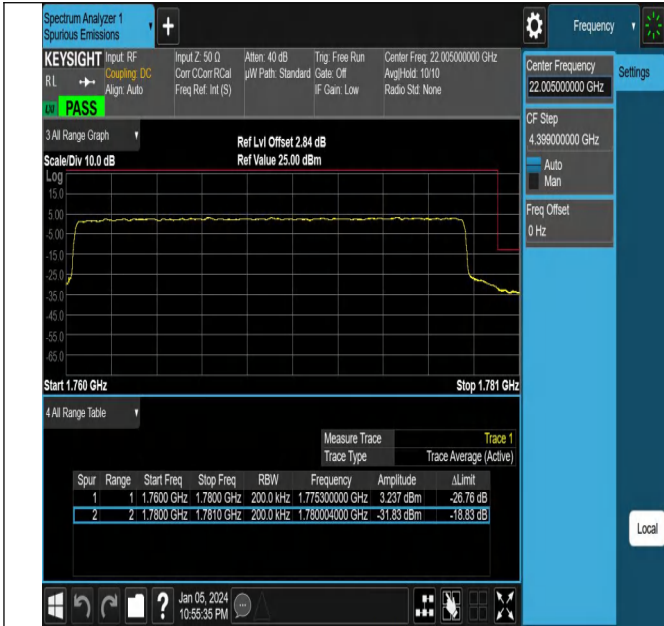 Spectrum Analyzer 1
Spurious Emissions
Frequency
KEYSIGHT Input: RF Input Z: 50 Ω Atten: 40 dB Trig: Free Run Center Freq: 22.005000000 GHz
RL Coupling: DC Corr CCorr RCal µW Path: Standard Gate: Off Avg|Hold: 10/10
Align: Auto Freq Ref: Int (S) IF Gain: Low Radio Std: None
LXI PASS
Center Frequency
22.005000000 GHz
Settings
CF Step
4.399000000 GHz
Auto
Man
Freq Offset
0 Hz
3 All Range Graph
Ref Lvl Offset 2.84 dB
Scale/Div 10.0 dB Ref Value 25.00 dBm
Log
15.0
5.00
-5.00
-15.0
-25.0
-35.0
-45.0
-55.0
-65.0
Start 1.760 GHz Stop 1.781 GHz
4 All Range Table
Measure Trace Trace 1
Trace Type Trace Average (Active)
Spur Range Start Freq Stop Freq RBW Frequency Amplitude ΔLimit
1 1 1.7600 GHz 1.7800 GHz 200.0 kHz 1.775300000 GHz 3.237 dBm -26.76 dB
2 2 1.7800 GHz 1.7810 GHz 200.0 kHz 1.780004000 GHz -31.83 dBm -18.83 dB
Local
Jan 05, 2024
10:55:35 PM